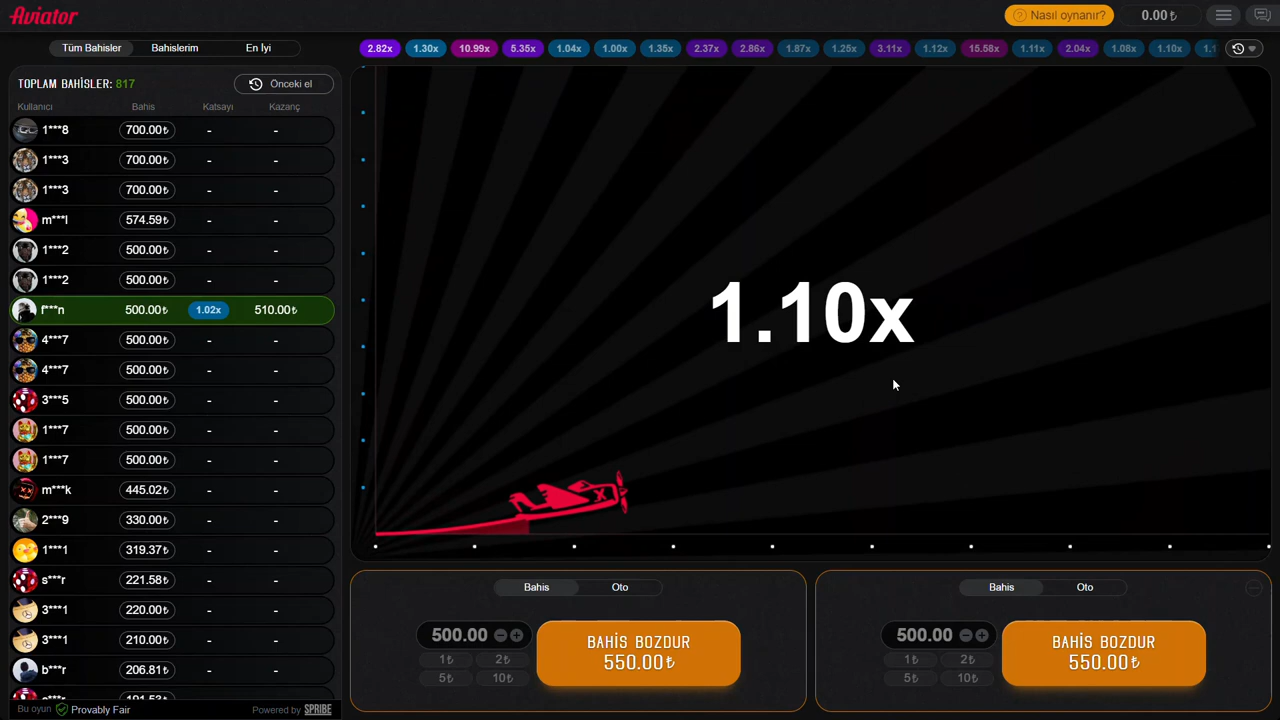 Aviator
Nasıl oynanır?
0.00₺
Tüm Bahisler
Bahislerim
En İyi
2.82x 1.30x 10.99x 5.35x 1.04x 1.00x 1.35x 2.37x 2.86x 1.87x 1.25x 3.11x 1.12x 15.58x 1.11x 2.04x 1.08x 1.10x
TOPLAM BAHİSLER: 817
Önceki el
Kullanıcı Bahis Katsayı Kazanç
1***8 700.00₺ - -
1***3 700.00₺ - -
1***3 700.00₺ - -
m***l 574.59₺ - -
1***2 500.00₺ - -
1***2 500.00₺ - -
f***n 500.00₺ 1.02x 510.00₺
4***7 500.00₺ - -
4***7 500.00₺ - -
3***5 500.00₺ - -
1***7 500.00₺ - -
1***7 500.00₺ - -
m***k 445.02₺ - -
2***9 330.00₺ - -
1***1 319.37₺ - -
s***r 221.58₺ - -
3***1 220.00₺ - -
3***1 210.00₺ - -
b***r 206.81₺ - -
Bu oyun Provably Fair
Powered by SPRIBE
1.10x
Bahis Oto
500.00
1₺ 2₺
5₺ 10₺
BAHİS BOZDUR
550.00₺
Bahis Oto
500.00
1₺ 2₺
5₺ 10₺
BAHİS BOZDUR
550.00₺